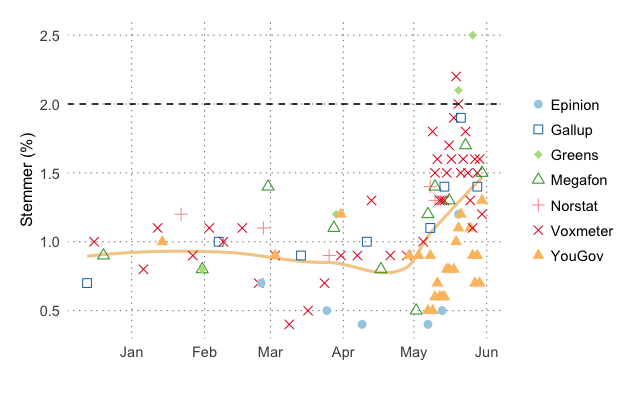 2.5
2.0
1.5
1.0
0.5
Stemmer (%)
Jan Feb Mar Apr May Jun
Epinion
Gallup
Greens
Megafon
Norstat
Voxmeter
YouGov